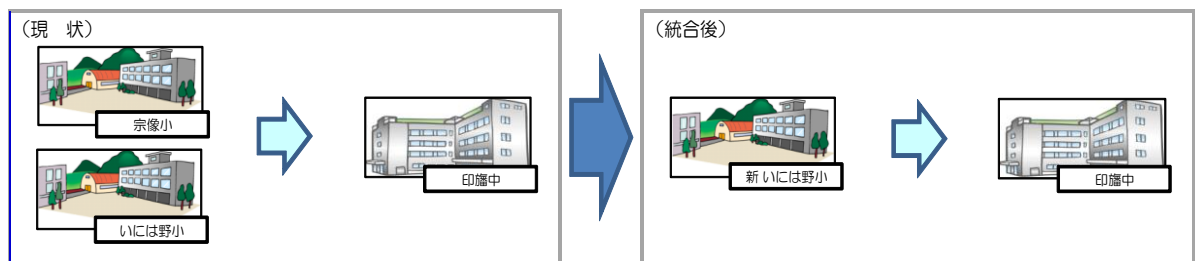 （現　状）
宗像小
いには野小
印旛中
（統合後）
新 いには野小
印旛中